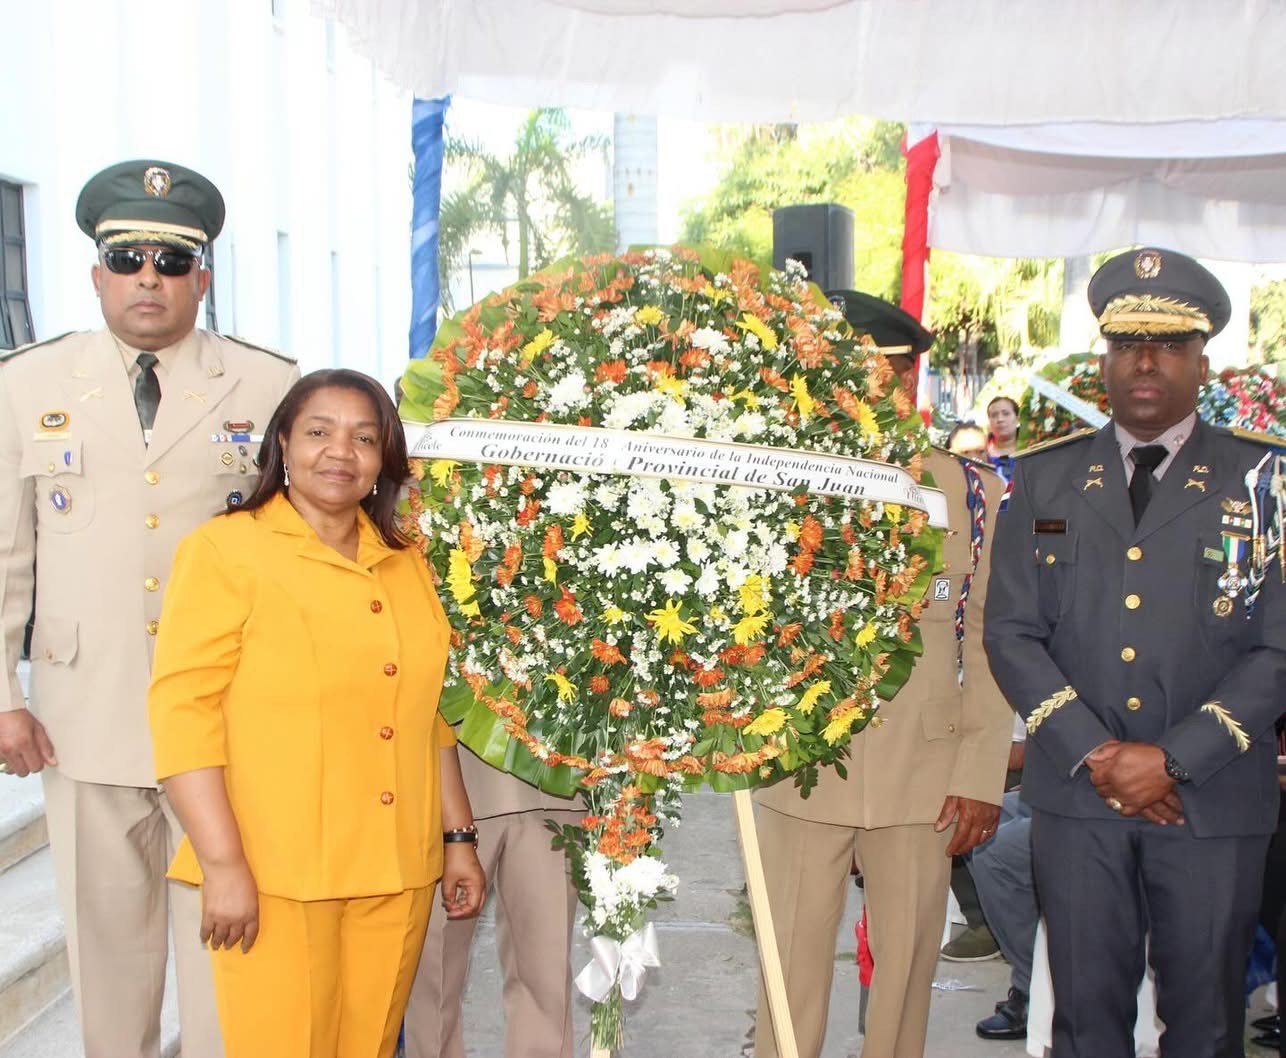 Conmemoración del 18 Aniversario de la Independencia Nacional
Gobernació Provincial de San Juan